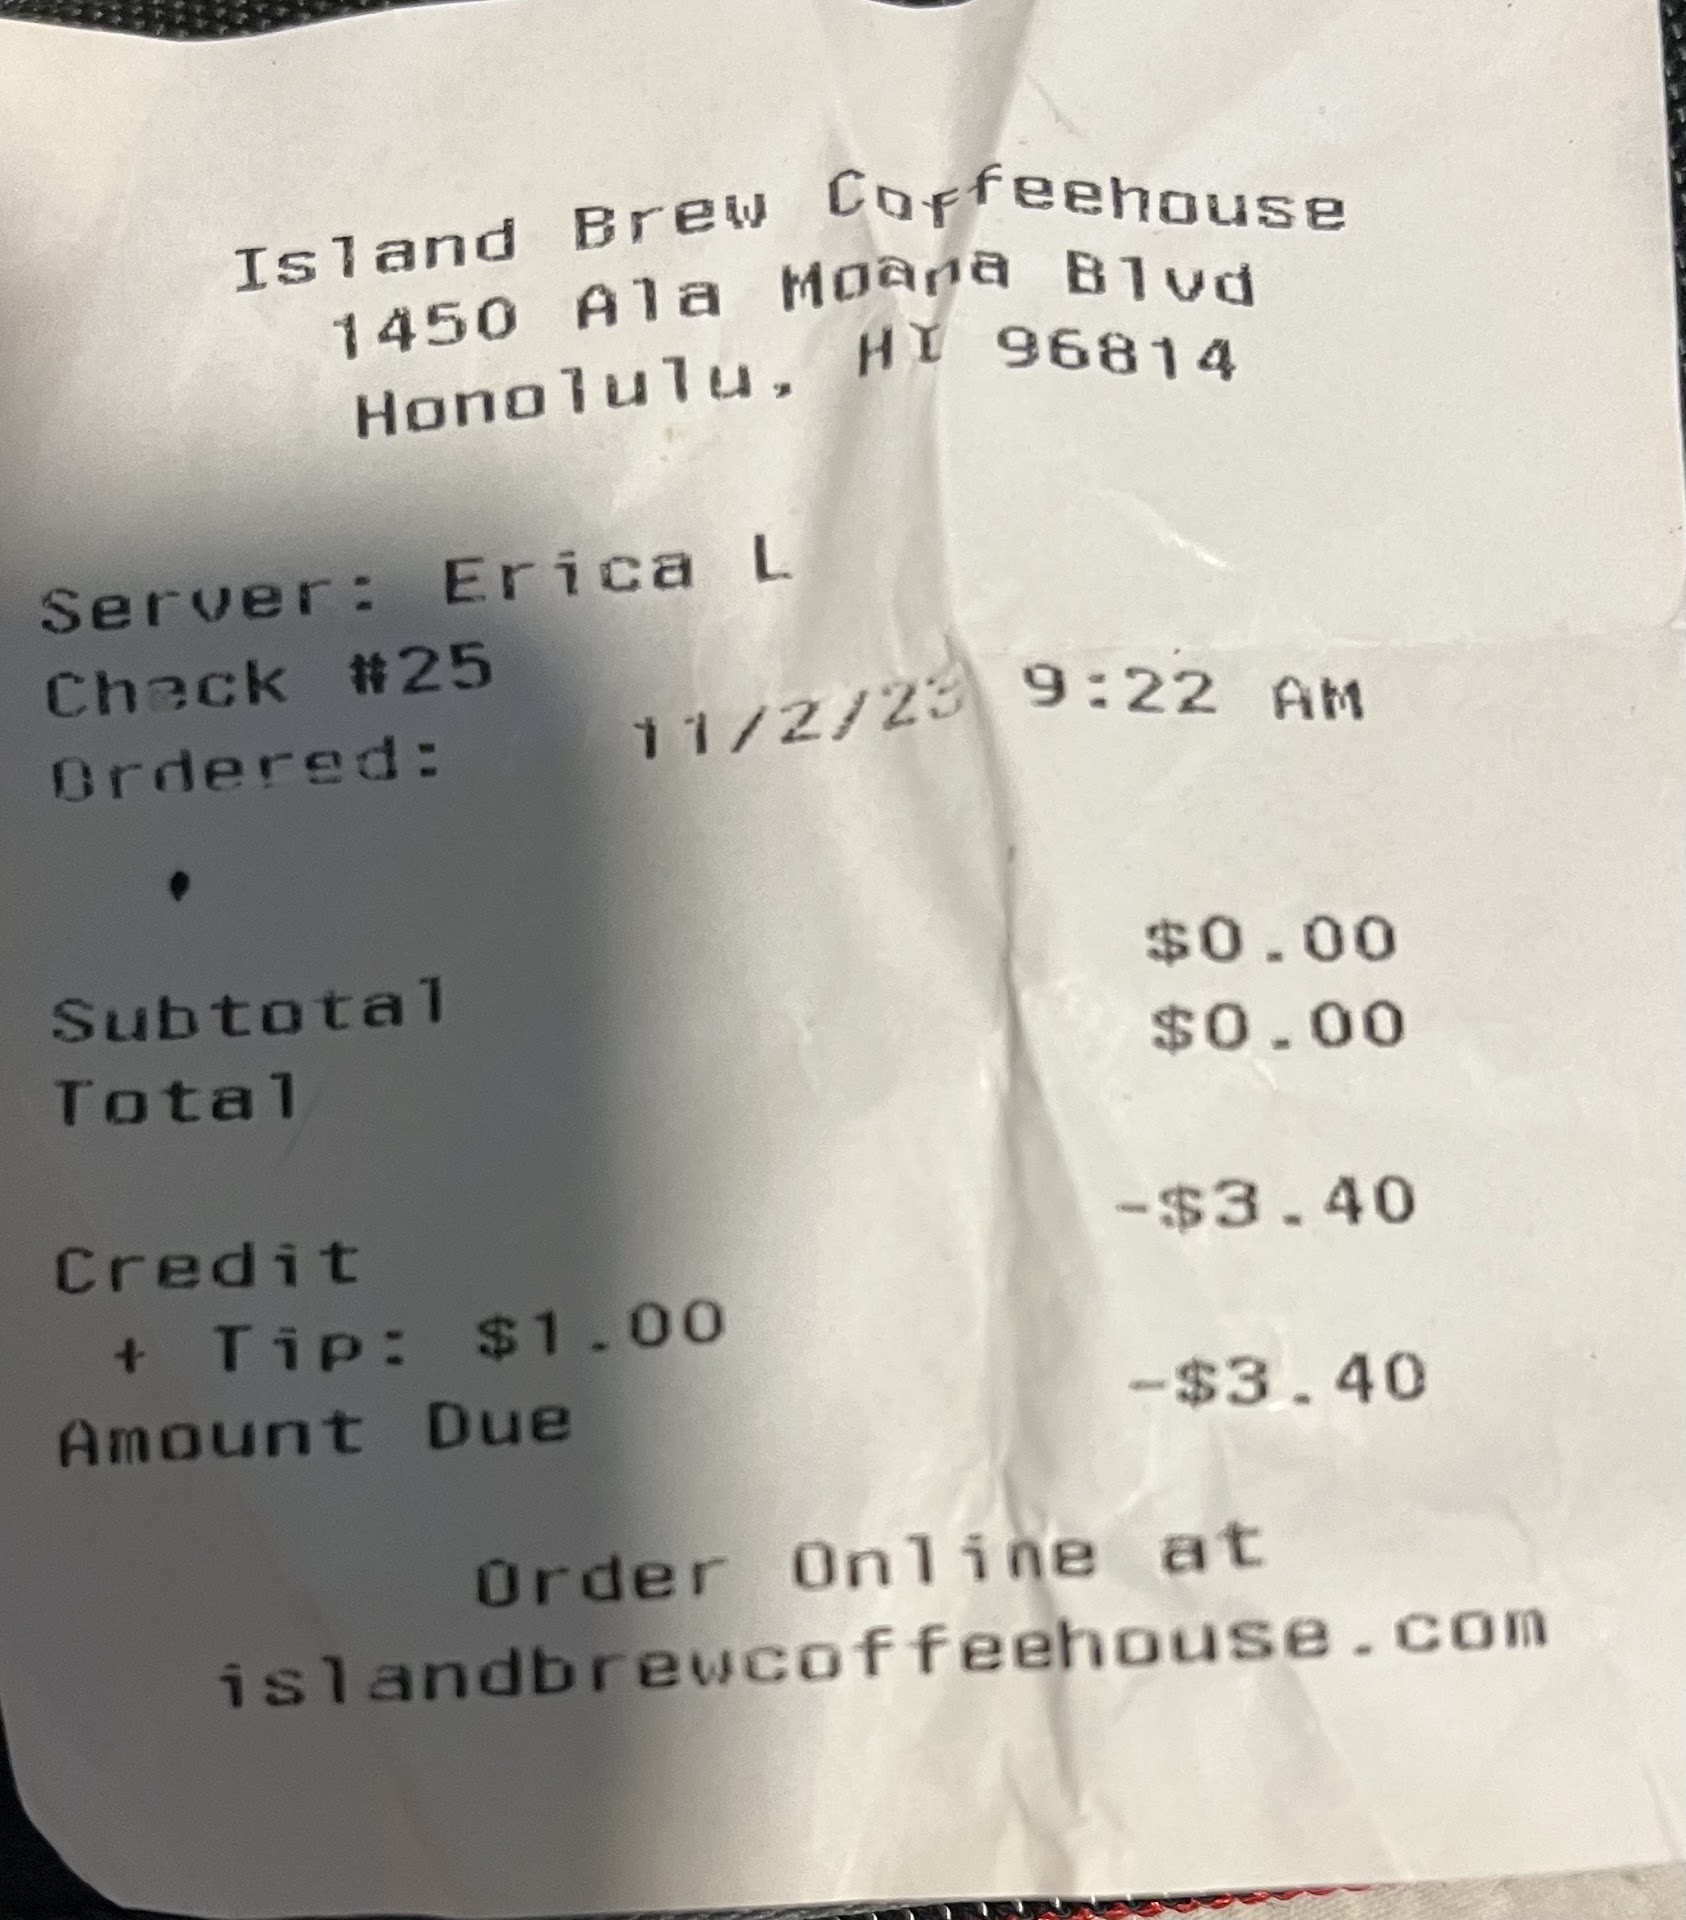 Island Brew Coffeehouse
1450 Ala Moana Blvd
Honolulu, HI 96814
Server: Erica L
Check #25
Ordered: 11/2/23 9:22 AM
Subtotal $0.00
Total $0.00
Credit -$3.40
+ Tip: $1.00
Amount Due -$3.40
Order Online at
islandbrewcoffeehouse.com